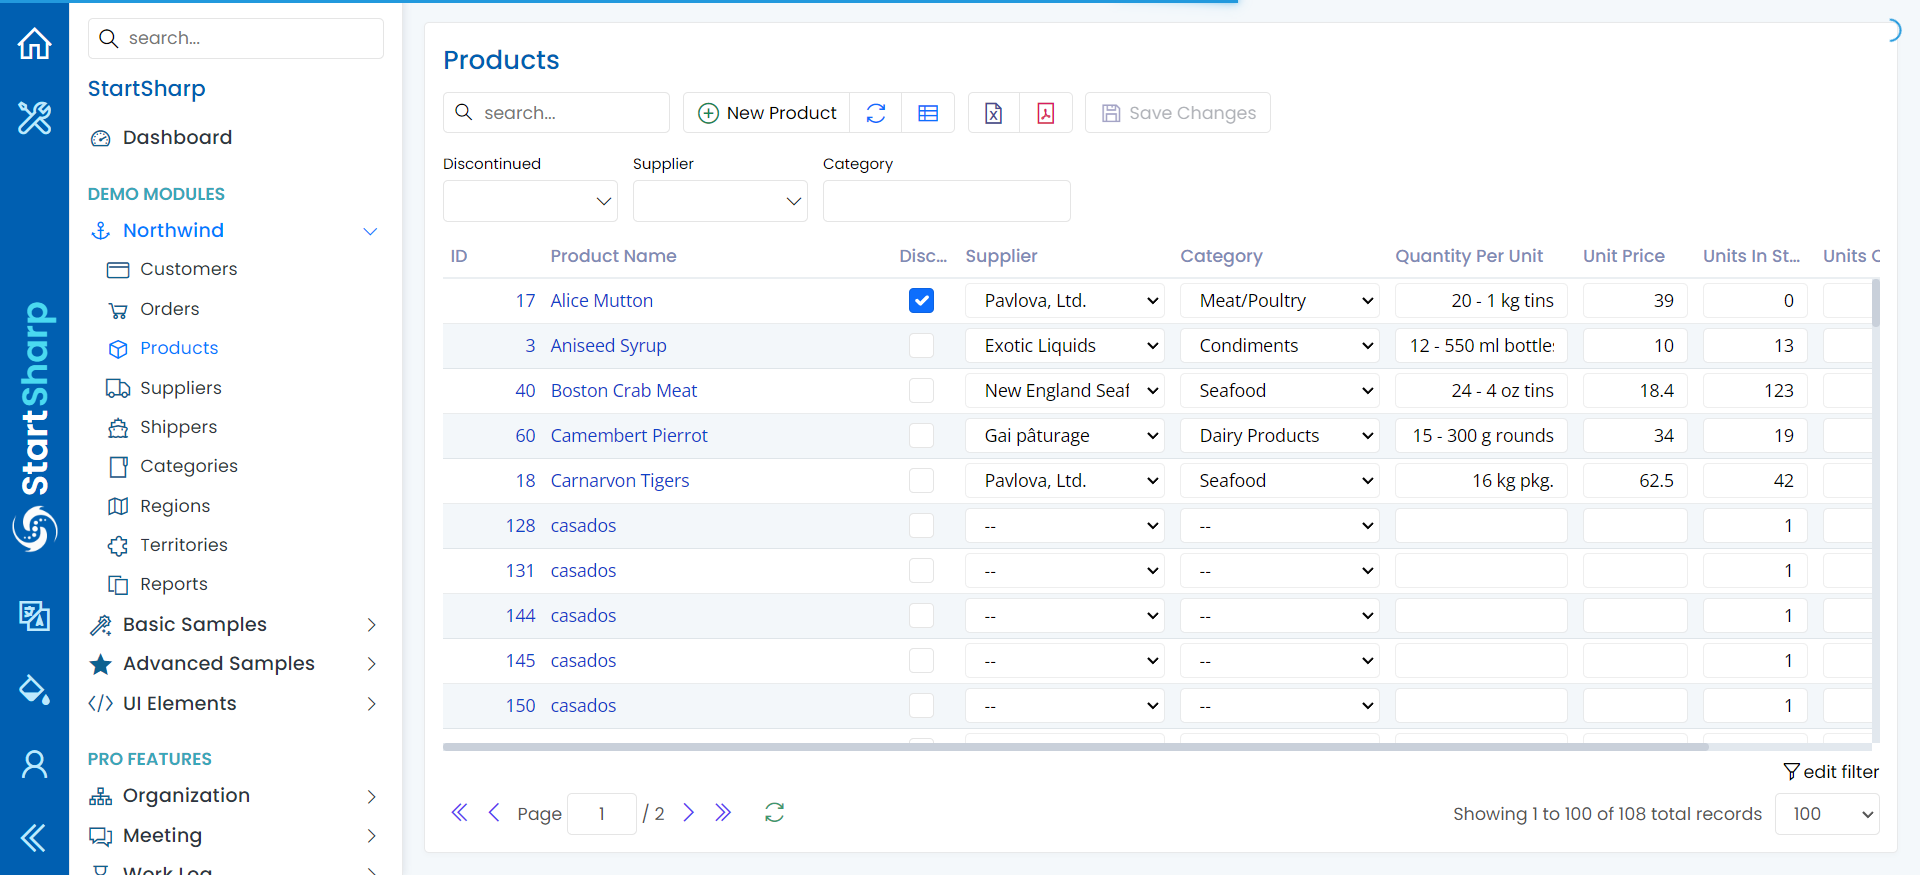 search...
StartSharp
Dashboard
DEMO MODULES
Northwind
Customers
Orders
Products
Suppliers
Shippers
Categories
Regions
Territories
Reports
Basic Samples
Advanced Samples
UI Elements
PRO FEATURES
Organization
Meeting
Work Log
StartSharp
Products
search...
New Product
Save Changes
Discontinued Supplier Category
ID Product Name Disc... Supplier Category Quantity Per Unit Unit Price Units In St... Units
17 Alice Mutton Pavlova, Ltd. Meat/Poultry 20 - 1 kg tins 39 0
3 Aniseed Syrup Exotic Liquids Condiments 12 - 550 ml bottles 10 13
40 Boston Crab Meat New England Seaf Seafood 24 - 4 oz tins 18.4 123
60 Camembert Pierrot Gai pâturage Dairy Products 15 - 300 g rounds 34 19
18 Carnarvon Tigers Pavlova, Ltd. Seafood 16 kg pkg. 62.5 42
128 casados -- -- 1
131 casados -- -- 1
144 casados -- -- 1
145 casados -- -- 1
150 casados -- -- 1
edit filter
Page 1 / 2
Showing 1 to 100 of 108 total records 100